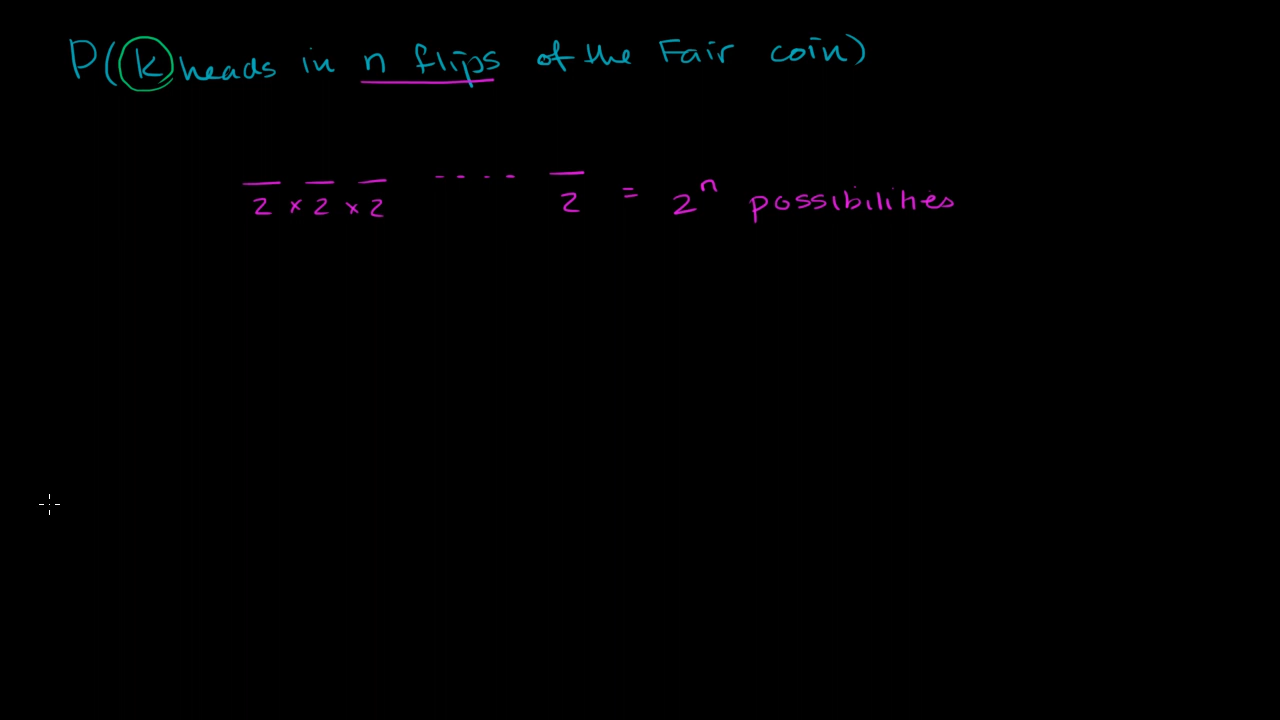 P(k heads in n flips of the Fair coin)
2 × 2 × 2 .... 2 = 2ⁿ possibilities